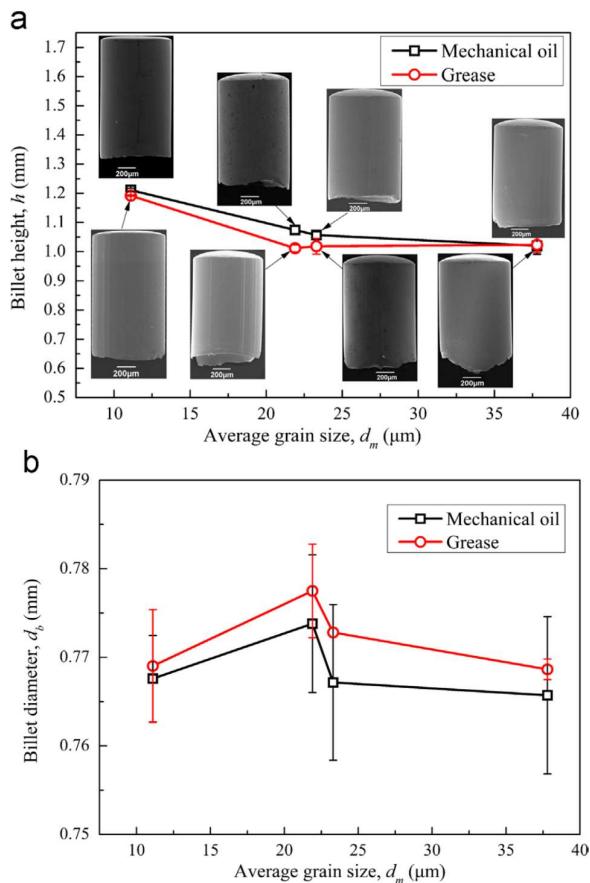 a
1.7
1.6
1.5
1.4
1.3
1.2
1.1
1.0
0.9
0.8
0.7
0.6
0.5
Billet height, h (mm)
Mechanical oil
Grease
200μm
200μm
200μm
200μm
200μm
200μm
200μm
200μm
10 15 20 25 30 35 40
Average grain size, dm (μm)
b
0.79
0.78
0.77
0.76
0.75
Billet diameter, db (mm)
Mechanical oil
Grease
10 15 20 25 30 35 40
Average grain size, dm (μm)